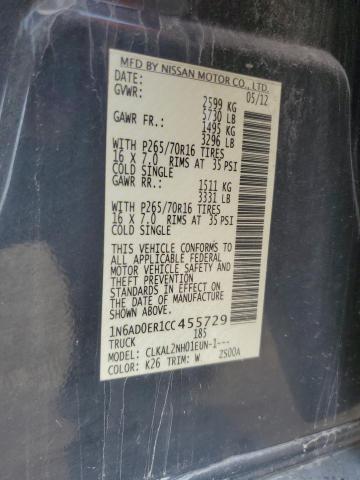 MFD BY NISSAN MOTOR CO., LTD.
DATE: 05/12
GVWR: 2599 KG
5730 LB
GAWR FR.: 1495 KG
3296 LB
WITH P265/70R16 TIRES
16 X 7.0 RIMS AT 35 PSI
COLD SINGLE
GAWR RR.: 1511 KG
3331 LB
WITH P265/70R16 TIRES
16 X 7.0 RIMS AT 35 PSI
COLD SINGLE
THIS VEHICLE CONFORMS TO
ALL APPLICABLE FEDERAL
MOTOR VEHICLE SAFETY AND
THEFT PREVENTION
STANDARDS IN EFFECT ON
THE DATE OF MANUFACTURE
SHOWN ABOVE.
1N6AD0ER1CC455729
TRUCK 185
MODEL: CLKAL2NH01EUN-1---
COLOR: K26 TRIM: W ZS00A